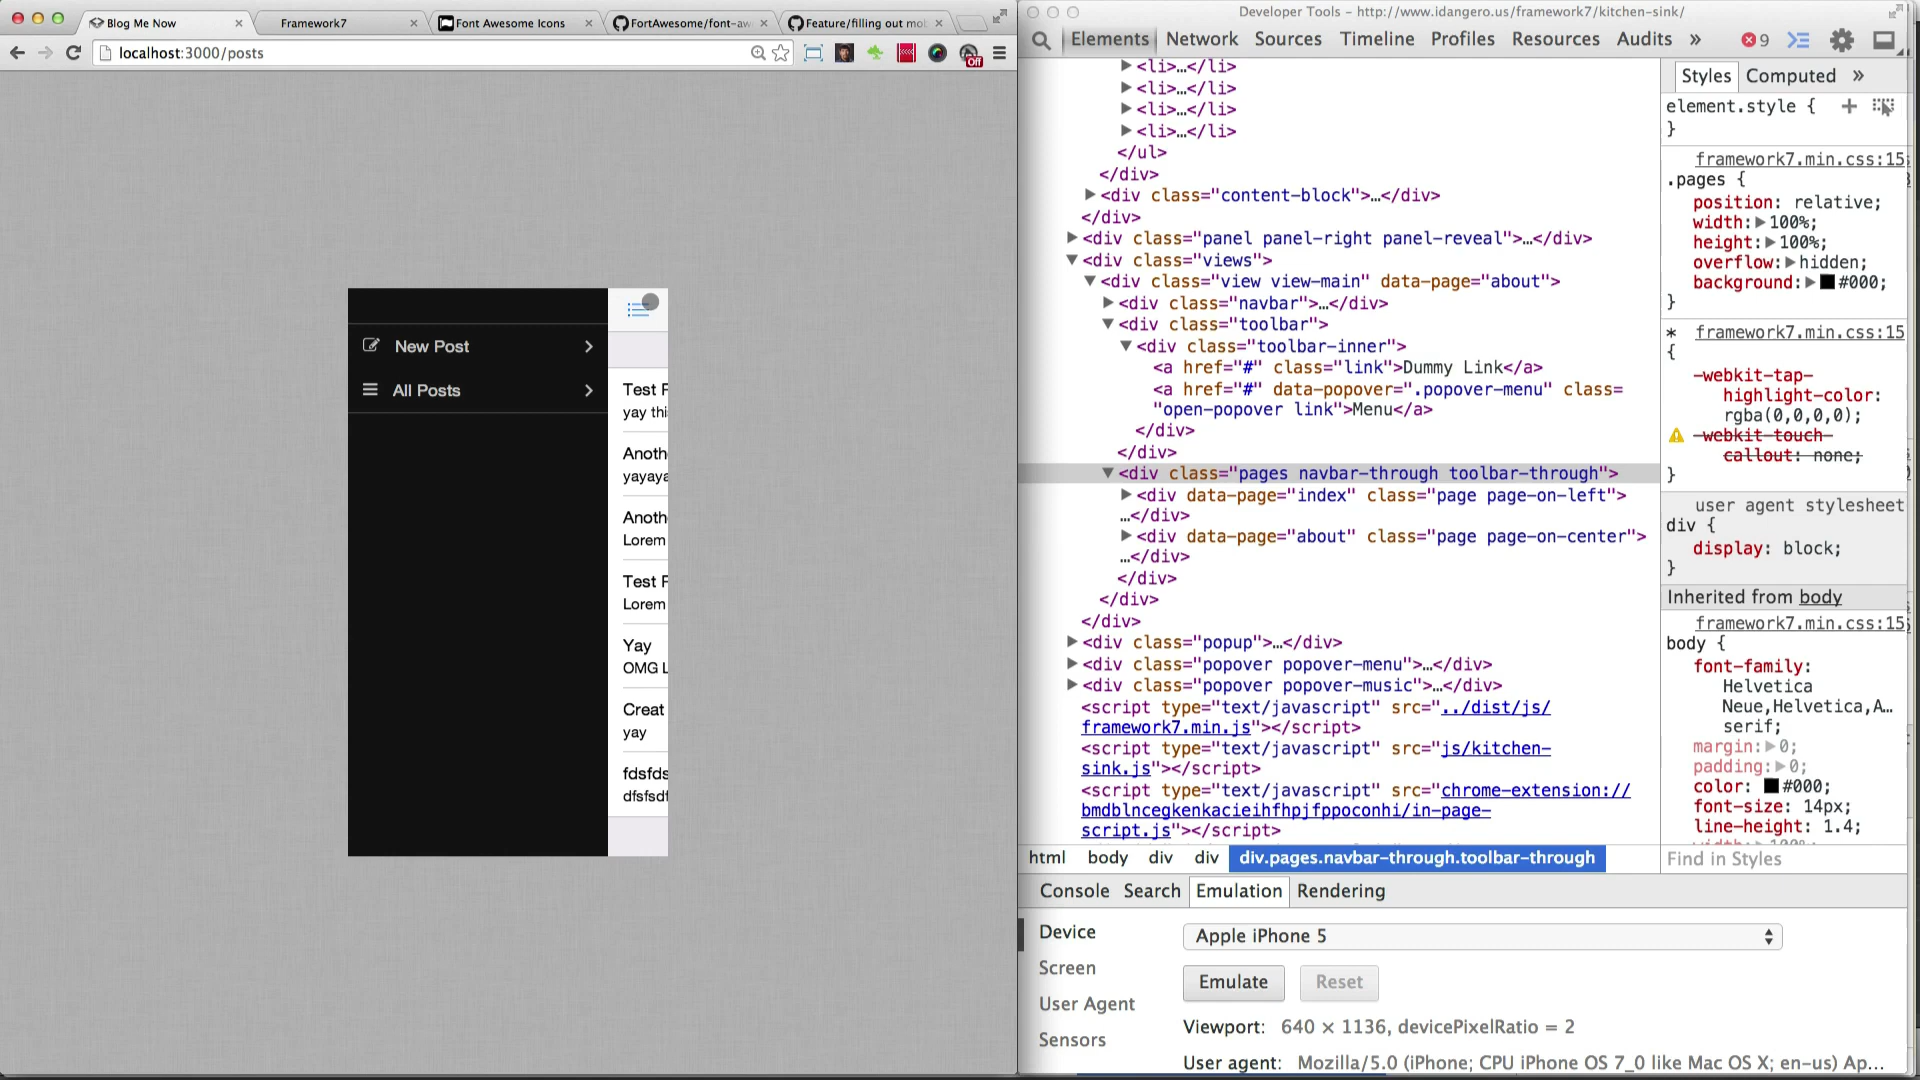 Blog Me Now
Framework7
Font Awesome Icons
FortAwesome/font-aw
Feature/filling out mo
localhost:3000/posts
Off
New Post
All Posts
Test P
yay thi
Anoth
yayaya
Anoth
Lorem
Test P
Lorem
Yay
OMG L
Creat
yay
fdsfds
dfsfsdf
Developer Tools - http://www.idangero.us/framework7/kitchen-sink/
Elements Network Sources Timeline Profiles Resources Audits » 9
<li>…</li>
<li>…</li>
<li>…</li>
<li>…</li>
</ul>
</div>
<div class="content-block">…</div>
</div>
<div class="panel panel-right panel-reveal">…</div>
<div class="views">
<div class="view view-main" data-page="about">
<div class="navbar">…</div>
<div class="toolbar">
<div class="toolbar-inner">
<a href="#" class="link">Dummy Link</a>
<a href="#" data-popover=".popover-menu" class=
"open-popover link">Menu</a>
</div>
</div>
<div class="pages navbar-through toolbar-through">
<div data-page="index" class="page page-on-left">
…</div>
<div data-page="about" class="page page-on-center">
…</div>
</div>
</div>
</div>
<div class="popup">…</div>
<div class="popover popover-menu">…</div>
<div class="popover popover-music">…</div>
<script type="text/javascript" src="../dist/js/
framework7.min.js"></script>
<script type="text/javascript" src="js/kitchen-
sink.js"></script>
<script type="text/javascript" src="chrome-extension://
bmdblncegkenkacieihfhpjfppoconhi/in-page-
script.js"></script>
html body div div div.pages.navbar-through.toolbar-through
Styles Computed »
element.style {
}
framework7.min.css:15
.pages {
position: relative;
width: 100%;
height: 100%;
overflow: hidden;
background: #000;
}
* framework7.min.css:15
{
-webkit-tap-
highlight-color:
rgba(0,0,0,0);
-webkit-touch-
callout: none;
}
user agent stylesheet
div {
display: block;
}
Inherited from body
framework7.min.css:15
body {
font-family:
Helvetica
Neue,Helvetica,A…
serif;
margin: 0;
padding: 0;
color: #000;
font-size: 14px;
line-height: 1.4;
Find in Styles
Console Search Emulation Rendering
Device
Screen
User Agent
Sensors
Apple iPhone 5
Emulate Reset
Viewport: 640 × 1136, devicePixelRatio = 2
User agent: Mozilla/5.0 (iPhone; CPU iPhone OS 7_0 like Mac OS X; en-us) Ap…